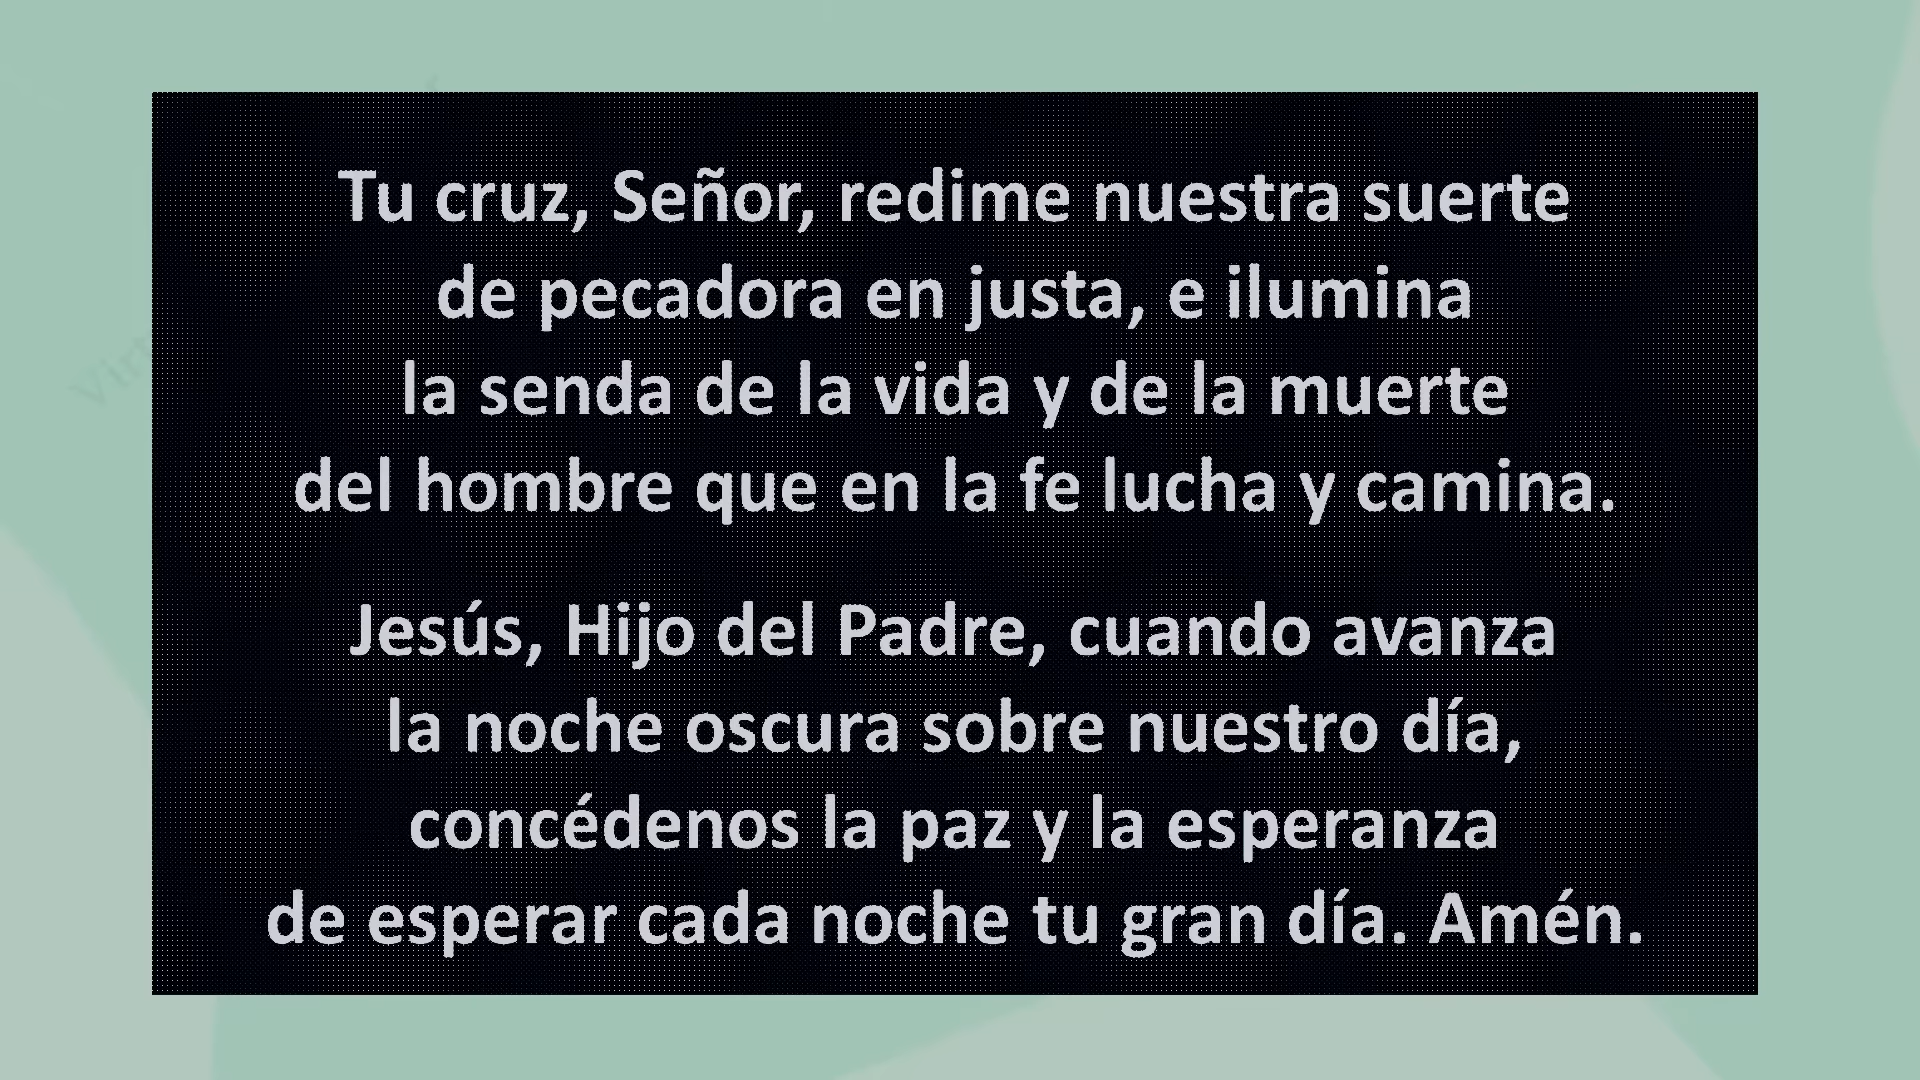 Tu cruz, Señor, redime nuestra suerte
de pecadora en justa, e ilumina
la senda de la vida y de la muerte
del hombre que en la fe lucha y camina.
Jesús, Hijo del Padre, cuando avanza
la noche oscura sobre nuestro día,
concédenos la paz y la esperanza
de esperar cada noche tu gran día. Amén.